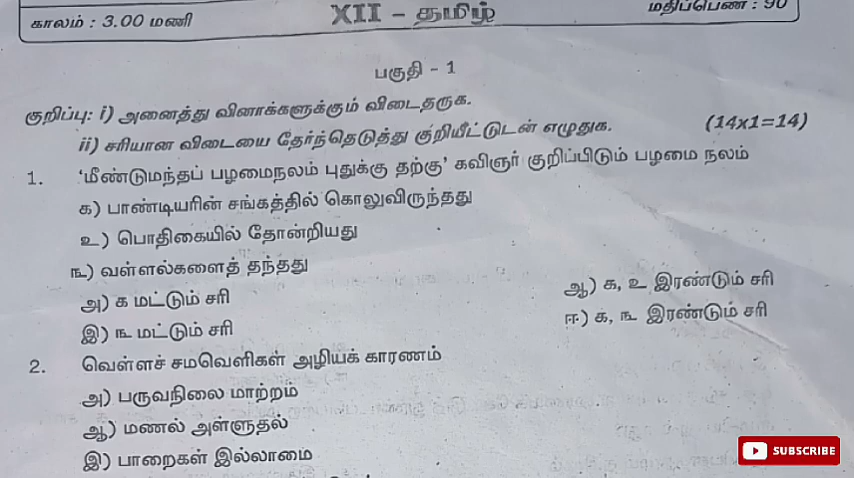 காலம் : 3.00 மணி
XII - தமிழ்
மதிப்பெண் : 90
பகுதி - 1
குறிப்பு: i) அனைத்து வினாக்களுக்கும் விடைதருக.
ii) சரியான விடையை தேர்ந்தெடுத்து குறியீட்டுடன் எழுதுக. (14x1=14)
1. ‘மீண்டுமந்தப் பழமைநலம் புதுக்கு தற்கு’ கவிஞர் குறிப்பிடும் பழமை நலம்
க) பாண்டியரின் சங்கத்தில் கொலுவிருந்தது
உ) பொதிகையில் தோன்றியது
ங) வள்ளல்களைத் தந்தது
அ) க மட்டும் சரி
ஆ) க, உ இரண்டும் சரி
இ) ங மட்டும் சரி
ஈ) க, ங இரண்டும் சரி
2. வெள்ளச் சமவெளிகள் அழியக் காரணம்
அ) பருவநிலை மாற்றம்
ஆ) மணல் அள்ளுதல்
இ) பாறைகள் இல்லாமை
SUBSCRIBE